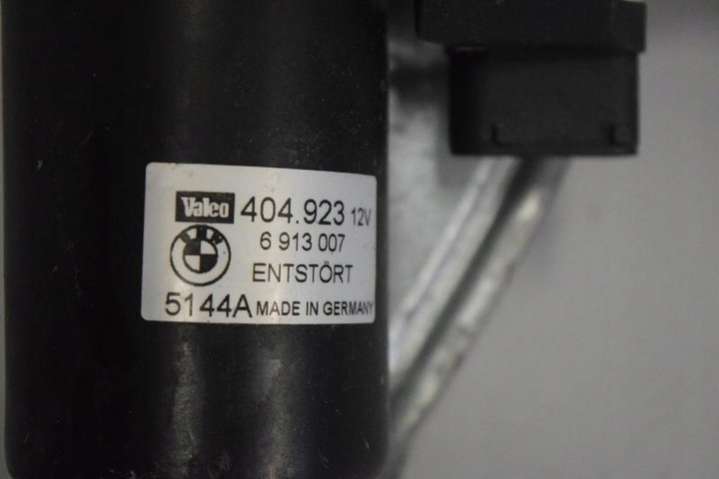 Valeo 404.923 12V
6 913 007
ENTSTÖRT
5144A MADE IN GERMANY